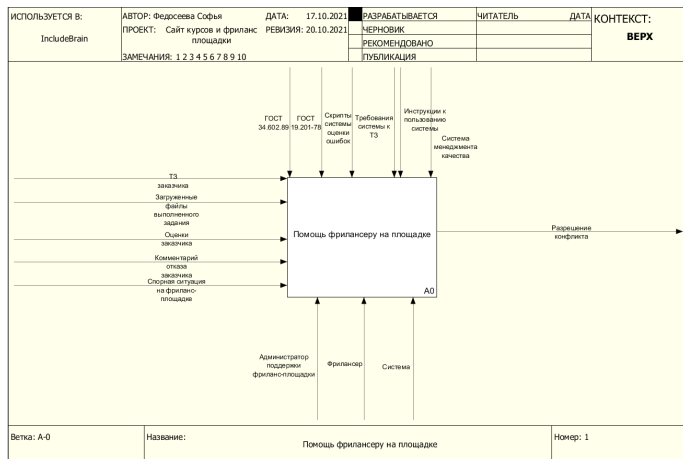 ИСПОЛЬЗУЕТСЯ В:
IncludeBrain
АВТОР: Федосеева Софья
ДАТА: 17.10.2021
ПРОЕКТ: Сайт курсов и фриланс
площадки
РЕВИЗИЯ: 20.10.2021
ЗАМЕЧАНИЯ: 1 2 3 4 5 6 7 8 9 10
РАЗРАБАТЫВАЕТСЯ
ЧЕРНОВИК
РЕКОМЕНДОВАНО
ПУБЛИКАЦИЯ
ЧИТАТЕЛЬ
ДАТА
КОНТЕКСТ:
ВЕРХ
ГОСТ
34.602.89
ГОСТ
19.201-78
Скрипты
системы
оценки
ошибок
Требования
системы к
ТЗ
Инструкции к
пользованию
системы
Система
менеджмента
качества
ТЗ
заказчика
Загруженные
файлы
выполненного
задания
Оценки
заказчика
Комментарий
отказа
заказчика
Спорная ситуация
на фриланс-
площадке
Помощь фрилансеру на площадке
A0
Разрешение
конфликта
Администратор
поддержки
фриланс-площадки
Фрилансер
Система
Ветка: A-0
Название:
Помощь фрилансеру на площадке
Номер: 1